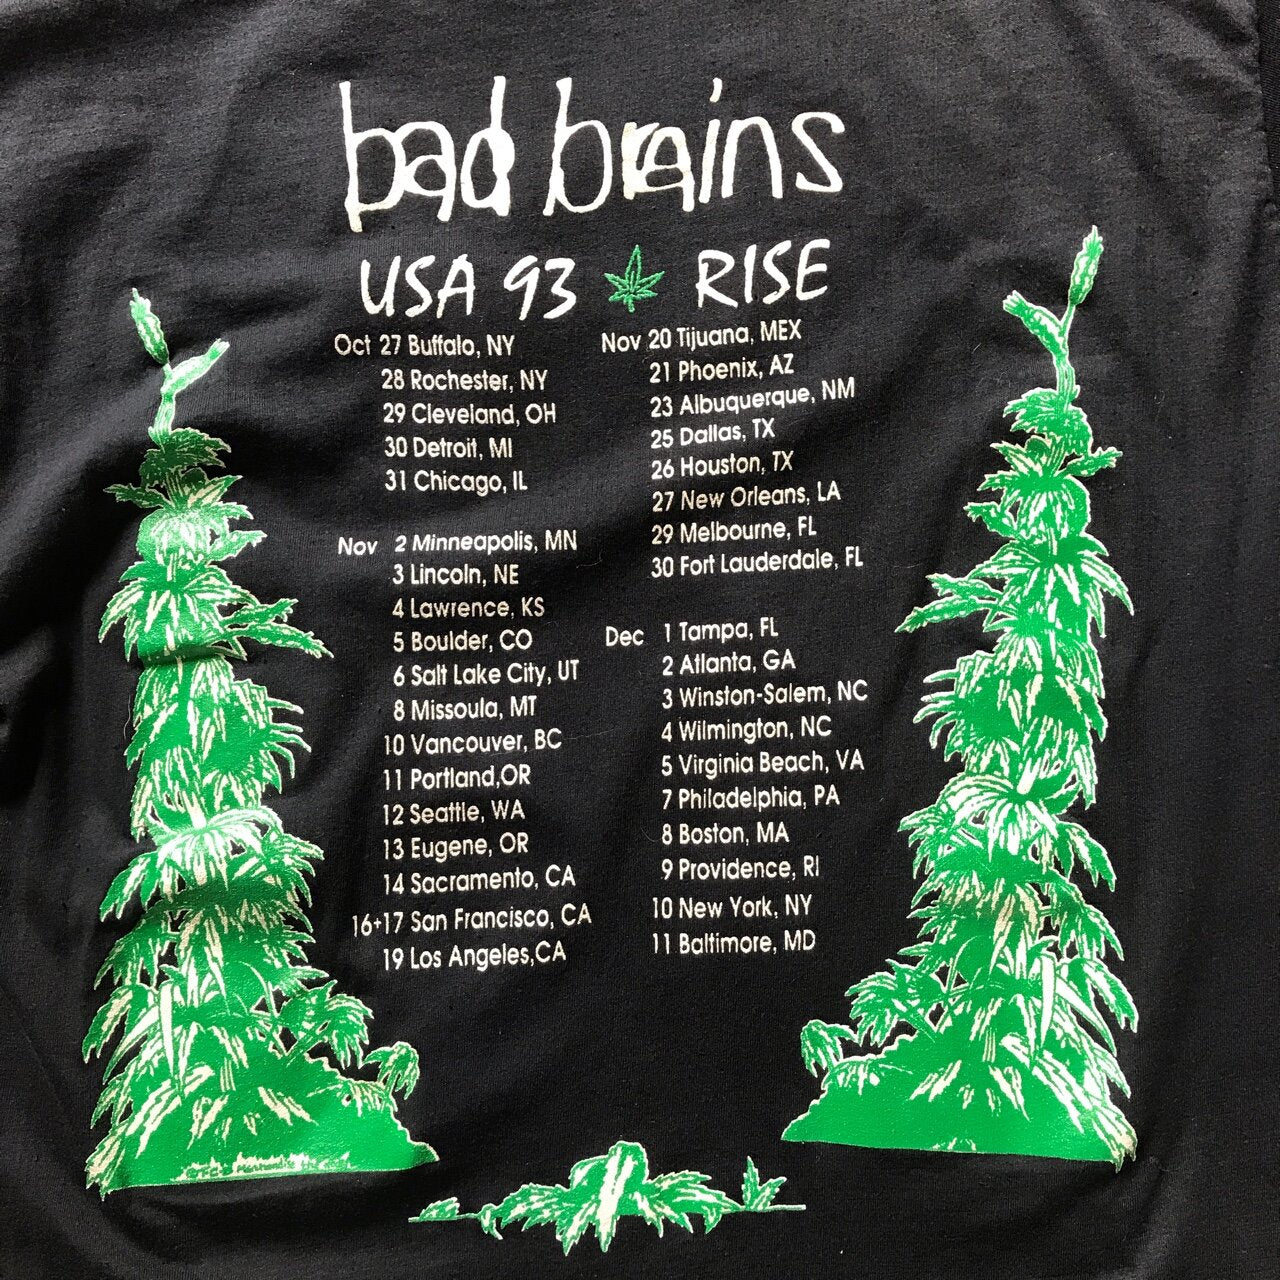 bad brains
USA 93 RISE
Oct 27 Buffalo, NY
28 Rochester, NY
29 Cleveland, OH
30 Detroit, MI
31 Chicago, IL
Nov 2 Minneapolis, MN
3 Lincoln, NE
4 Lawrence, KS
5 Boulder, CO
6 Salt Lake City, UT
8 Missoula, MT
10 Vancouver, BC
11 Portland,OR
12 Seattle, WA
13 Eugene, OR
14 Sacramento, CA
16+17 San Francisco, CA
19 Los Angeles,CA
Nov 20 Tijuana, MEX
21 Phoenix, AZ
23 Albuquerque, NM
25 Dallas, TX
26 Houston, TX
27 New Orleans, LA
29 Melbourne, FL
30 Fort Lauderdale, FL
Dec 1 Tampa, FL
2 Atlanta, GA
3 Winston-Salem, NC
4 Wilmington, NC
5 Virginia Beach, VA
7 Philadelphia, PA
8 Boston, MA
9 Providence, RI
10 New York, NY
11 Baltimore, MD